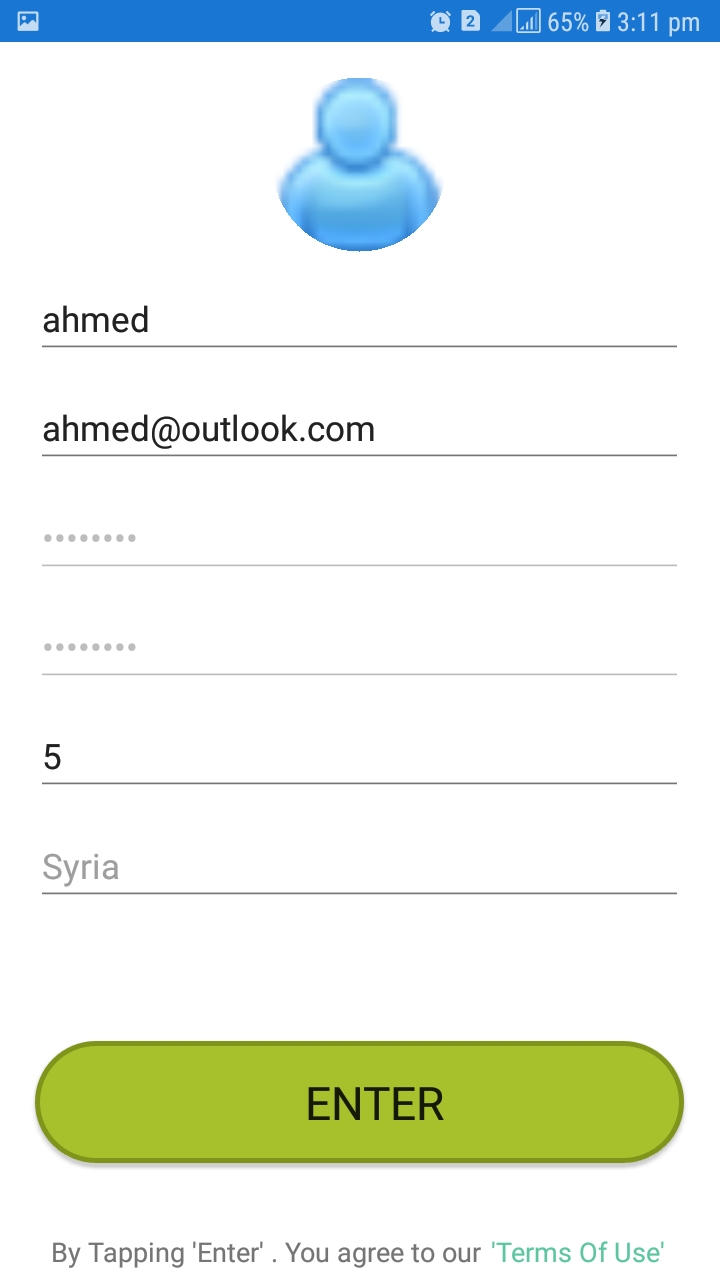 2 65% 3:11 pm
ahmed
ahmed@outlook.com
••••••••
••••••••
5
Syria
ENTER
By Tapping 'Enter' . You agree to our 'Terms Of Use'